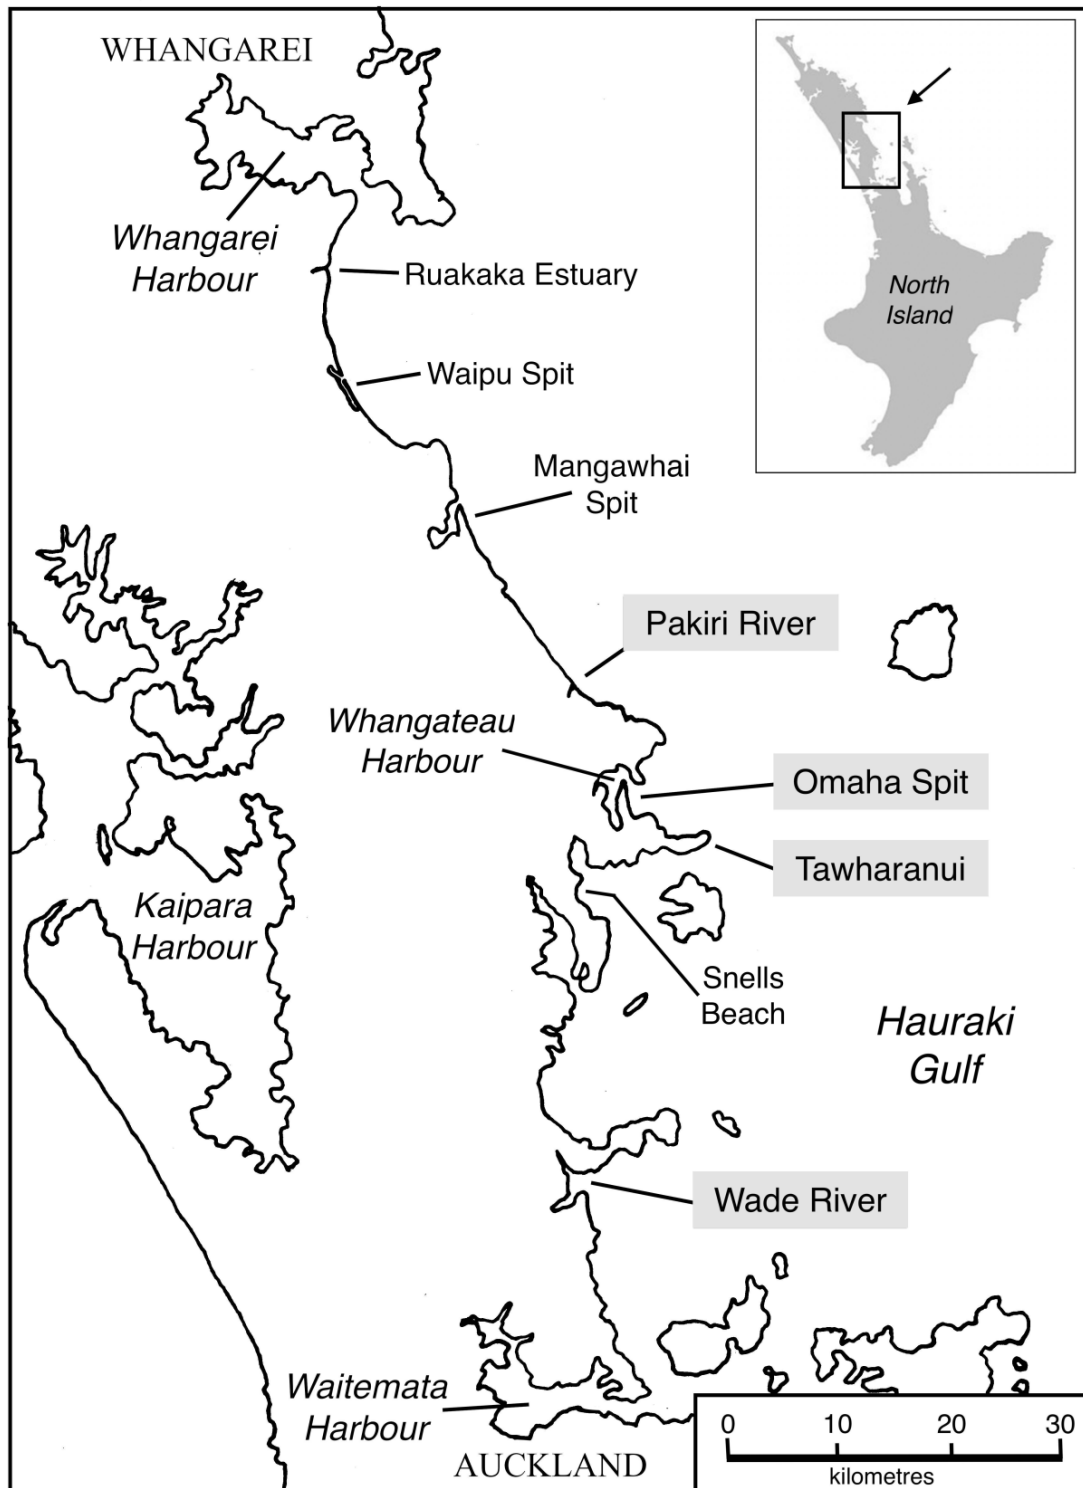 WHANGAREI
Whangarei
Harbour
Ruakaka Estuary
Waipu Spit
Mangawhai
Spit
North
Island
Pakiri River
Whangateau
Harbour
Omaha Spit
Tawharanui
Kaipara
Harbour
Snells
Beach
Hauraki
Gulf
Wade River
Waitemata
Harbour
AUCKLAND
0 10 20 30
kilometres